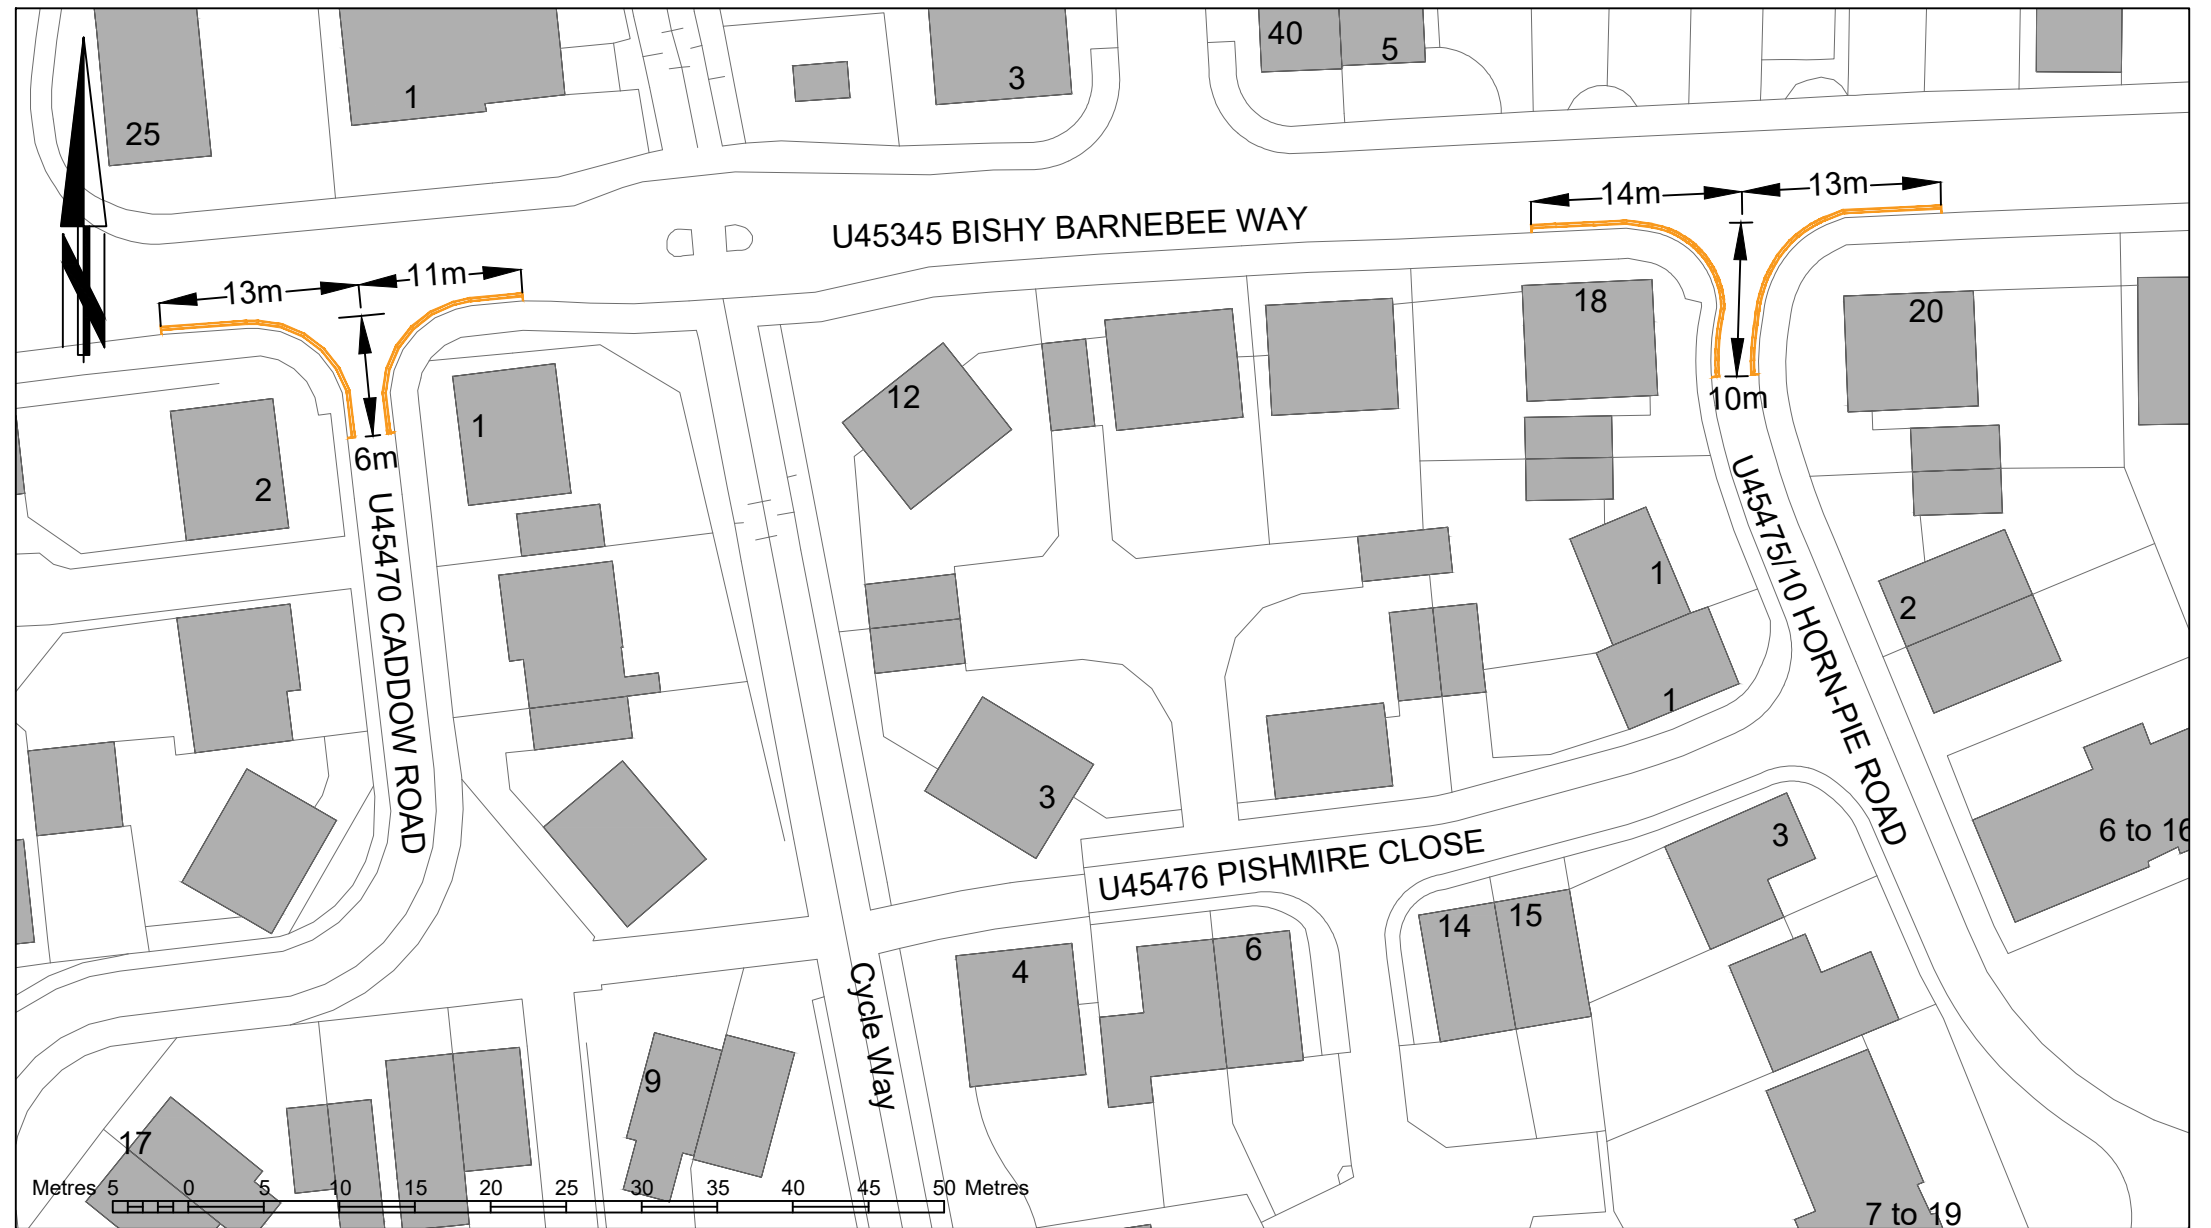 25
1
3
40
5
U45345 BISHY BARNEBEE WAY
14m
13m
13m
11m
18
20
10m
12
1
2
6m
U45470 CADDOW ROAD
U45475/10 HORN-PIE ROAD
1
2
1
3
3
6 to 16
U45476 PISHMIRE CLOSE
14
15
6
4
Cycle Way
9
17
Metres 5 0 5 10 15 20 25 30 35 40 45 50 Metres
7 to 19